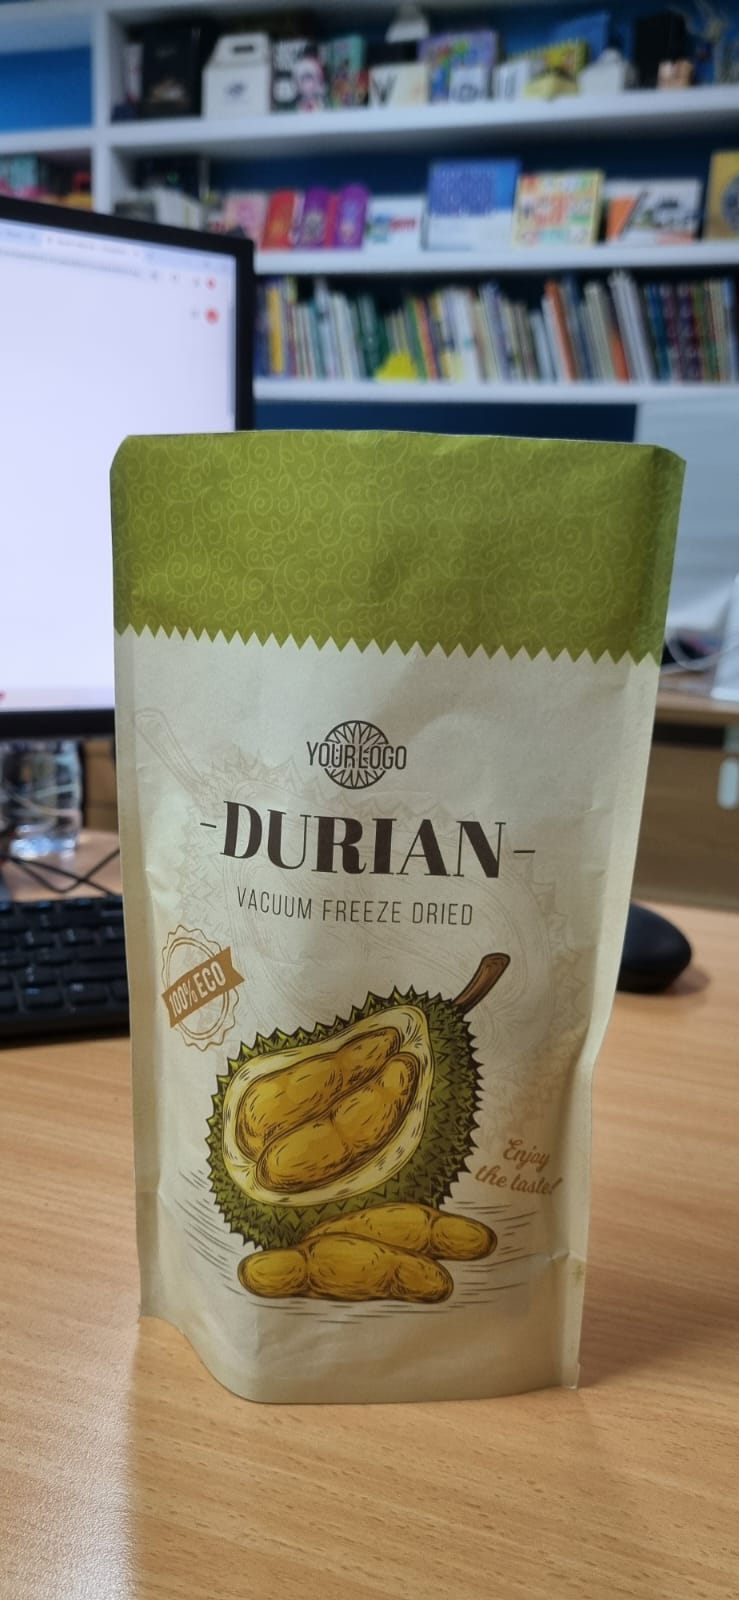 YOURLOGO
-DURIAN-
VACUUM FREEZE DRIED
100% ECO
Enjoy
the taste!